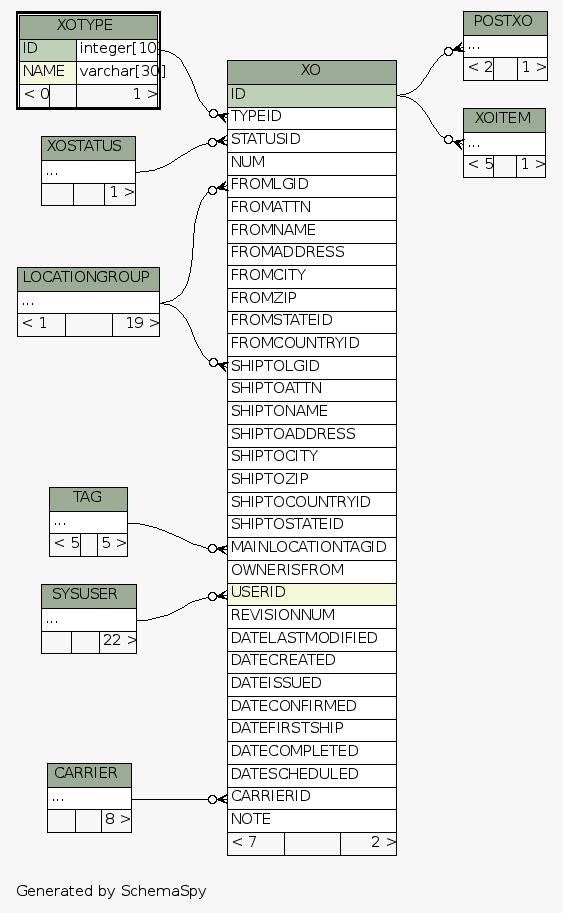 XOTYPE
ID integer[10]
NAME varchar[30]
< 0 1 >
XOSTATUS
...
1 >
LOCATIONGROUP
...
< 1 19 >
TAG
...
< 5 5 >
SYSUSER
...
22 >
CARRIER
...
8 >
XO
ID
TYPEID
STATUSID
NUM
FROMLGID
FROMATTN
FROMNAME
FROMADDRESS
FROMCITY
FROMZIP
FROMSTATEID
FROMCOUNTRYID
SHIPTOLGID
SHIPTOATTN
SHIPTONAME
SHIPTOADDRESS
SHIPTOCITY
SHIPTOZIP
SHIPTOCOUNTRYID
SHIPTOSTATEID
MAINLOCATIONTAGID
OWNERISFROM
USERID
REVISIONNUM
DATELASTMODIFIED
DATECREATED
DATEISSUED
DATECONFIRMED
DATEFIRSTSHIP
DATECOMPLETED
DATESCHEDULED
CARRIERID
NOTE
< 7 2 >
POSTXO
...
< 2 1 >
XOITEM
...
< 5 1 >
Generated by SchemaSpy